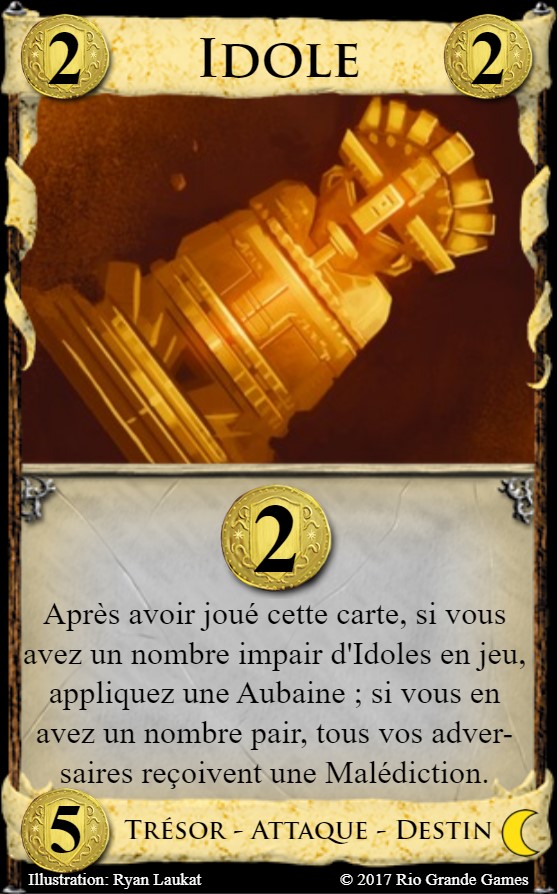 2 IDOLE 2
2
Après avoir joué cette carte, si vous
avez un nombre impair d'Idoles en jeu,
appliquez une Aubaine ; si vous en
avez un nombre pair, tous vos adver-
saires reçoivent une Malédiction.
5 TRÉSOR - ATTAQUE - DESTIN
Illustration: Ryan Laukat © 2017 Rio Grande Games